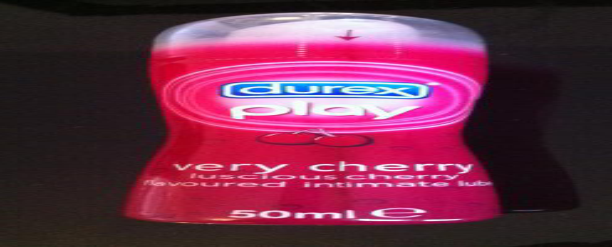 durex
play
very cherry
luscious cherry
flavoured intimate lube
50ml e